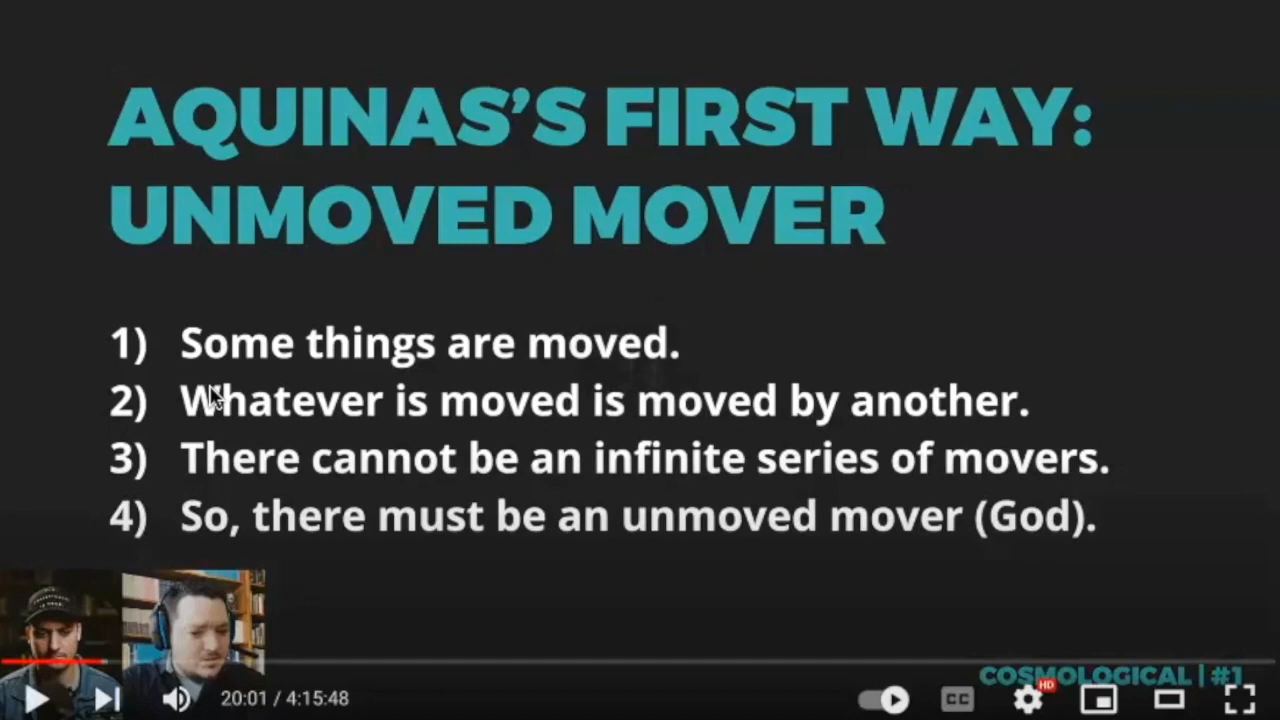 AQUINAS'S FIRST WAY:
UNMOVED MOVER
1) Some things are moved.
2) Whatever is moved is moved by another.
3) There cannot be an infinite series of movers.
4) So, there must be an unmoved mover (God).
COSMOLOGICAL | #1
20:01 / 4:15:48
CC
HD